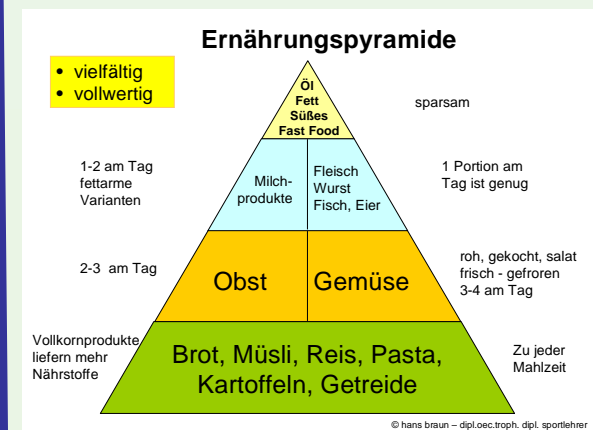 Ernährungspyramide
• vielfältig
• vollwertig
Öl
Fett
Süßes
Fast Food
sparsam
1-2 am Tag
fettarme
Varianten
Milch-
produkte
Fleisch
Wurst
Fisch, Eier
1 Portion am
Tag ist genug
2-3 am Tag
Obst
Gemüse
roh, gekocht, salat
frisch - gefroren
3-4 am Tag
Vollkornprodukte
liefern mehr
Nährstoffe
Brot, Müsli, Reis, Pasta,
Kartoffeln, Getreide
Zu jeder
Mahlzeit
© hans braun – dipl.oec.troph. dipl. sportlehrer